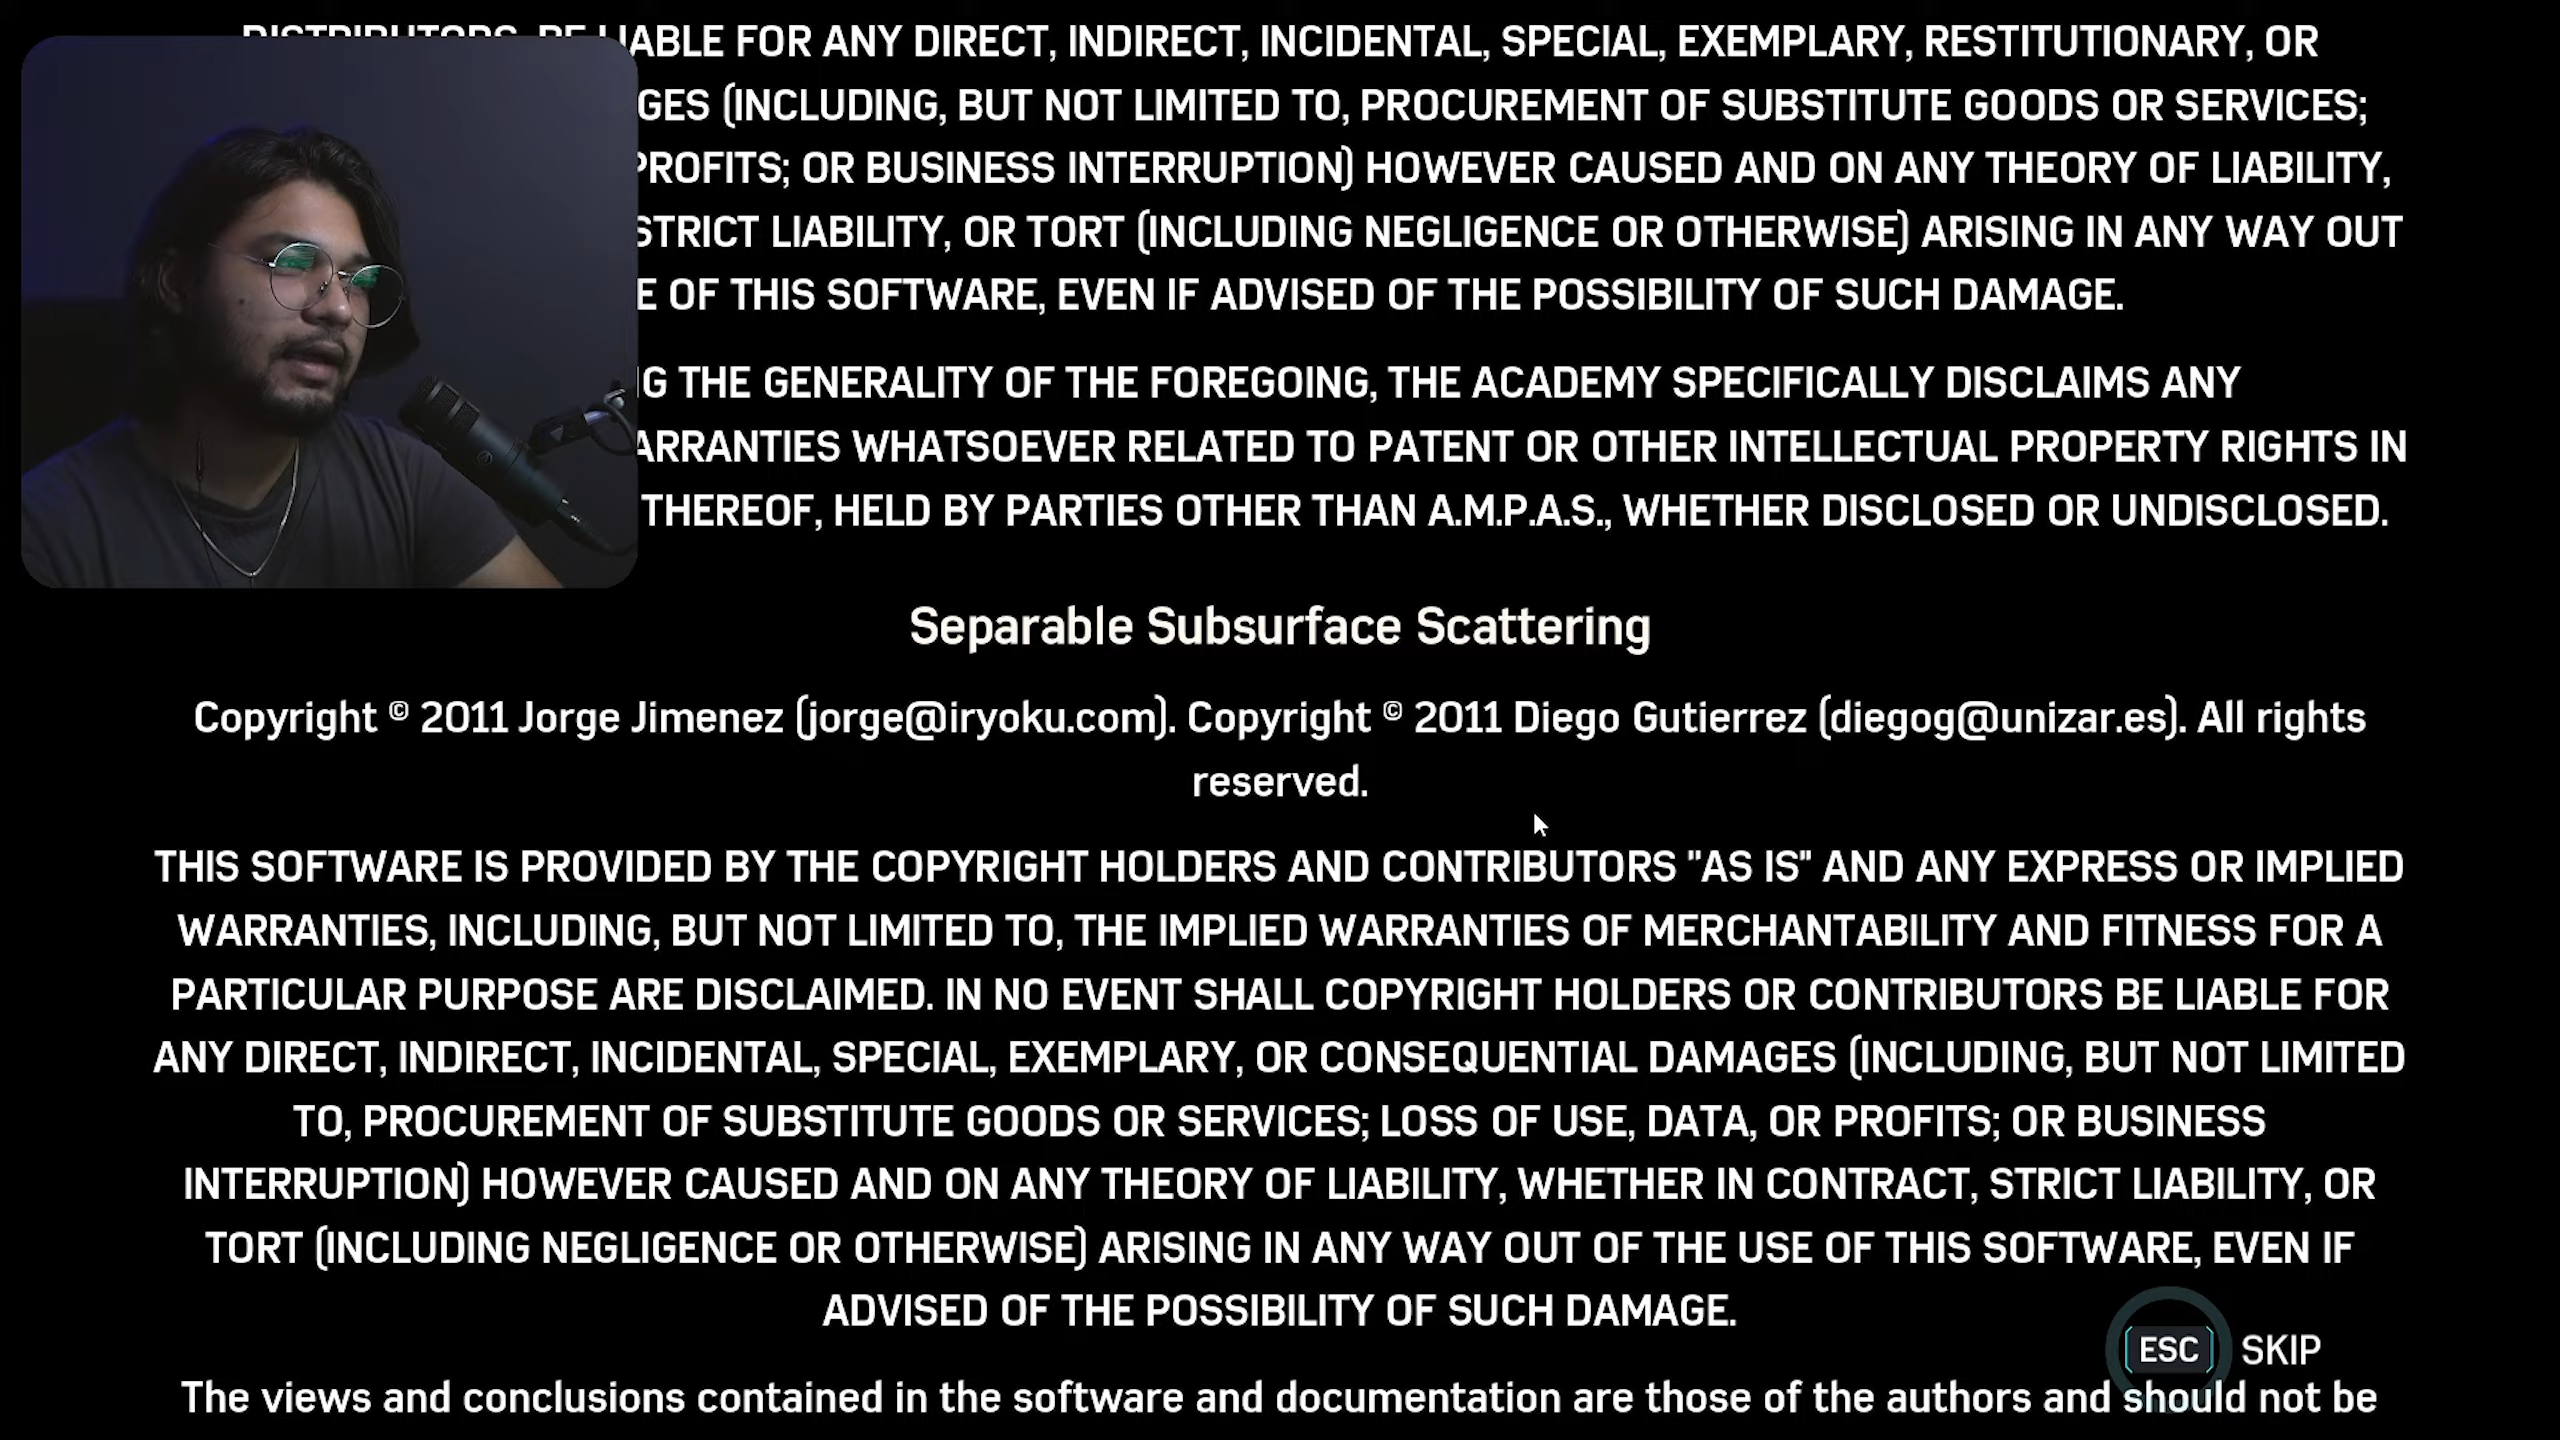 LIABLE FOR ANY DIRECT, INDIRECT, INCIDENTAL, SPECIAL, EXEMPLARY, RESTITUTIONARY, OR
GES (INCLUDING, BUT NOT LIMITED TO, PROCUREMENT OF SUBSTITUTE GOODS OR SERVICES;
PROFITS; OR BUSINESS INTERRUPTION) HOWEVER CAUSED AND ON ANY THEORY OF LIABILITY,
STRICT LIABILITY, OR TORT (INCLUDING NEGLIGENCE OR OTHERWISE) ARISING IN ANY WAY OUT
E OF THIS SOFTWARE, EVEN IF ADVISED OF THE POSSIBILITY OF SUCH DAMAGE.
G THE GENERALITY OF THE FOREGOING, THE ACADEMY SPECIFICALLY DISCLAIMS ANY
ARRANTIES WHATSOEVER RELATED TO PATENT OR OTHER INTELLECTUAL PROPERTY RIGHTS IN
THEREOF, HELD BY PARTIES OTHER THAN A.M.P.A.S., WHETHER DISCLOSED OR UNDISCLOSED.
Separable Subsurface Scattering
Copyright © 2011 Jorge Jimenez (jorge@iryoku.com). Copyright © 2011 Diego Gutierrez (diegog@unizar.es). All rights
reserved.
THIS SOFTWARE IS PROVIDED BY THE COPYRIGHT HOLDERS AND CONTRIBUTORS "AS IS" AND ANY EXPRESS OR IMPLIED
WARRANTIES, INCLUDING, BUT NOT LIMITED TO, THE IMPLIED WARRANTIES OF MERCHANTABILITY AND FITNESS FOR A
PARTICULAR PURPOSE ARE DISCLAIMED. IN NO EVENT SHALL COPYRIGHT HOLDERS OR CONTRIBUTORS BE LIABLE FOR
ANY DIRECT, INDIRECT, INCIDENTAL, SPECIAL, EXEMPLARY, OR CONSEQUENTIAL DAMAGES (INCLUDING, BUT NOT LIMITED
TO, PROCUREMENT OF SUBSTITUTE GOODS OR SERVICES; LOSS OF USE, DATA, OR PROFITS; OR BUSINESS
INTERRUPTION) HOWEVER CAUSED AND ON ANY THEORY OF LIABILITY, WHETHER IN CONTRACT, STRICT LIABILITY, OR
TORT (INCLUDING NEGLIGENCE OR OTHERWISE) ARISING IN ANY WAY OUT OF THE USE OF THIS SOFTWARE, EVEN IF
ADVISED OF THE POSSIBILITY OF SUCH DAMAGE.
ESC SKIP
The views and conclusions contained in the software and documentation are those of the authors and should not be